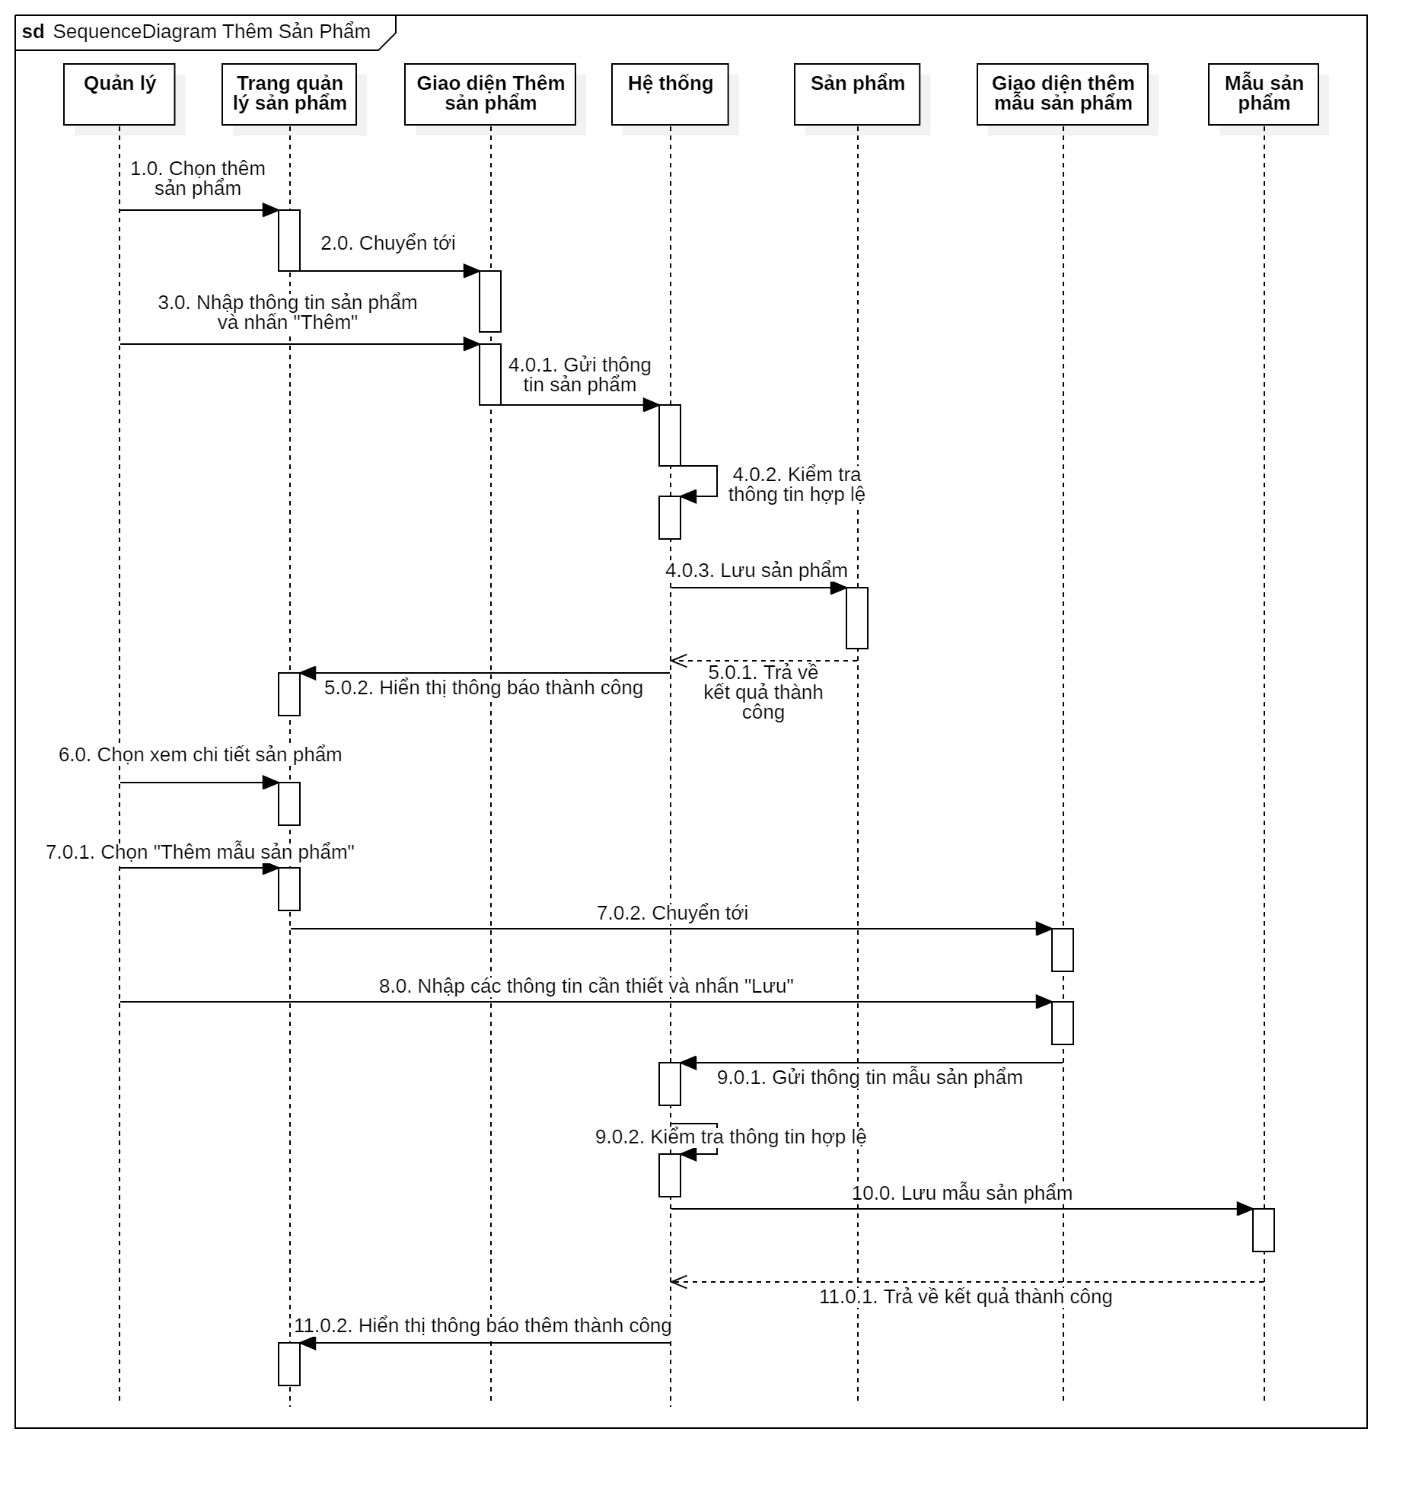 sd SequenceDiagram Thêm Sản Phẩm
Quản lý
Trang quản
lý sản phẩm
Giao diện Thêm
sản phẩm
Hệ thống
Sản phẩm
Giao diện thêm
mẫu sản phẩm
Mẫu sản
phẩm
1.0. Chọn thêm
sản phẩm
2.0. Chuyển tới
3.0. Nhập thông tin sản phẩm
và nhấn "Thêm"
4.0.1. Gửi thông
tin sản phẩm
4.0.2. Kiểm tra
thông tin hợp lệ
4.0.3. Lưu sản phẩm
5.0.1. Trả về
kết quả thành
công
5.0.2. Hiển thị thông báo thành công
6.0. Chọn xem chi tiết sản phẩm
7.0.1. Chọn "Thêm mẫu sản phẩm"
7.0.2. Chuyển tới
8.0. Nhập các thông tin cần thiết và nhấn "Lưu"
9.0.1. Gửi thông tin mẫu sản phẩm
9.0.2. Kiểm tra thông tin hợp lệ
10.0. Lưu mẫu sản phẩm
11.0.1. Trả về kết quả thành công
11.0.2. Hiển thị thông báo thêm thành công